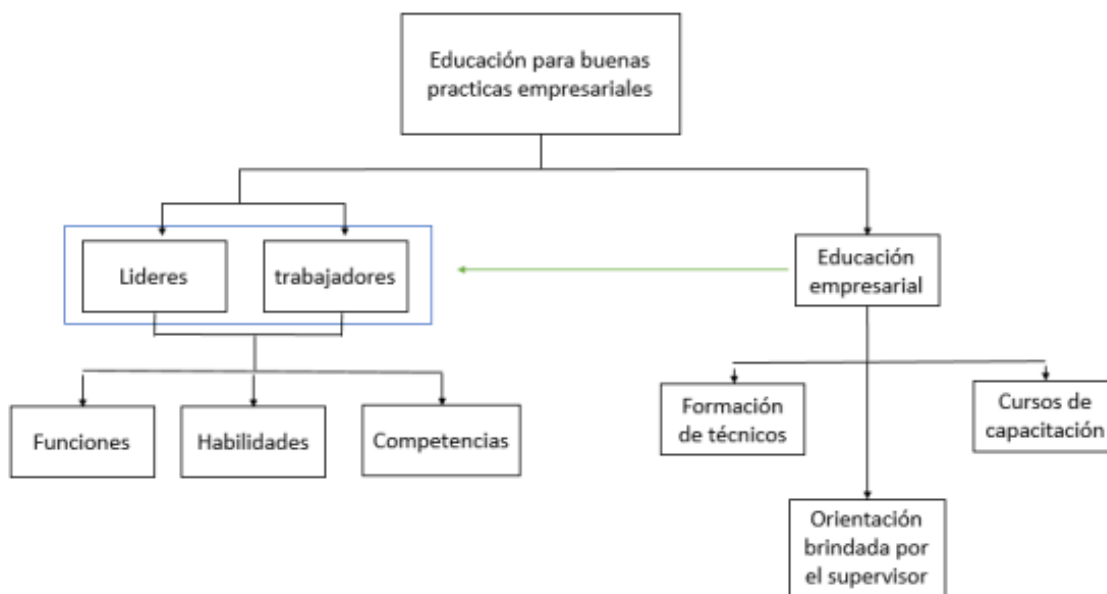 Educación para buenas
practicas empresariales
Lideres
trabajadores
Educación
empresarial
Funciones
Habilidades
Competencias
Formación
de técnicos
Cursos de
capacitación
Orientación
brindada por
el supervisor